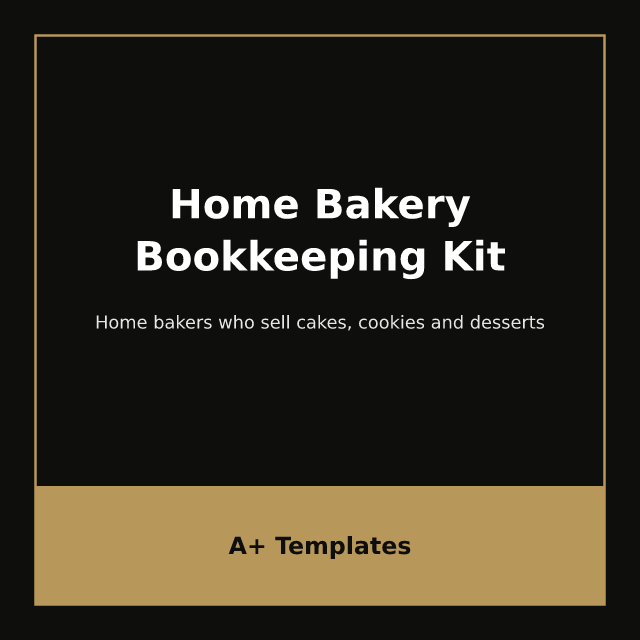 Home Bakery
Bookkeeping Kit
Home bakers who sell cakes, cookies and desserts
A+ Templates